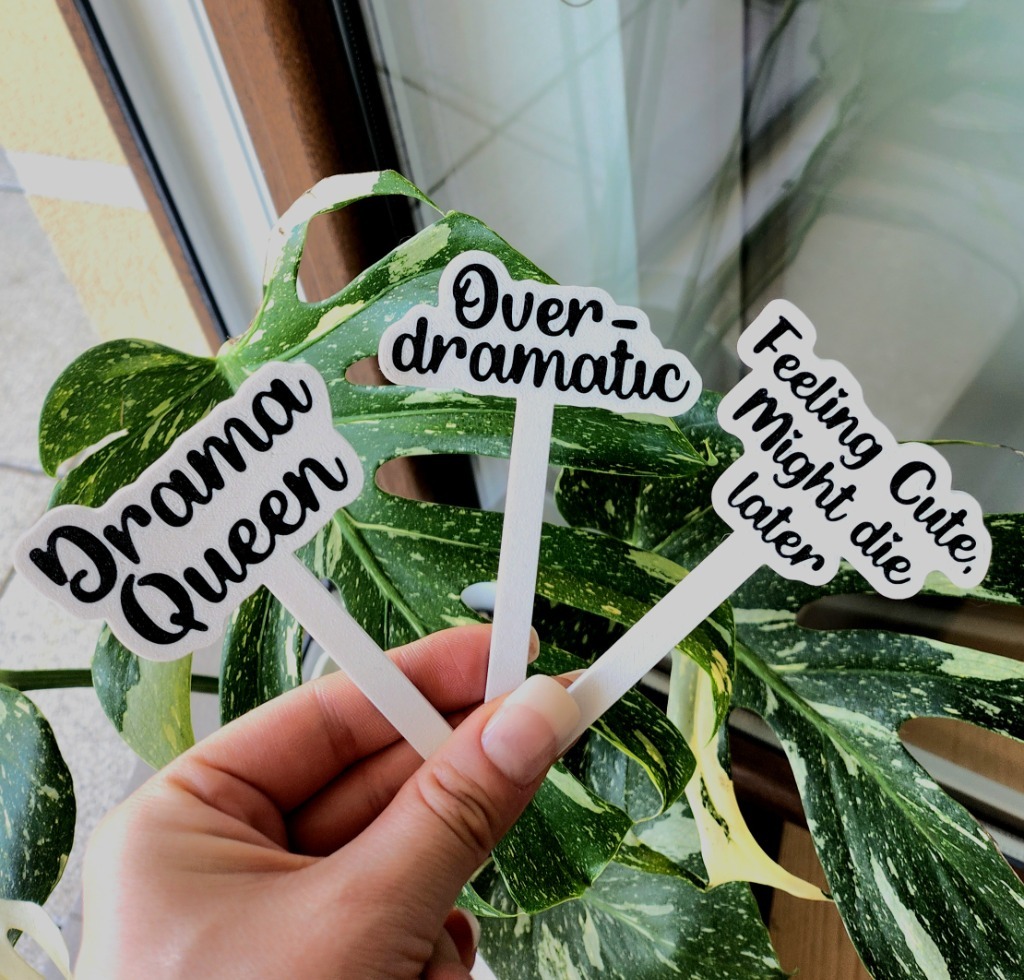 Drama
Queen
Over-
dramatic
Feeling Cute,
Might die
later